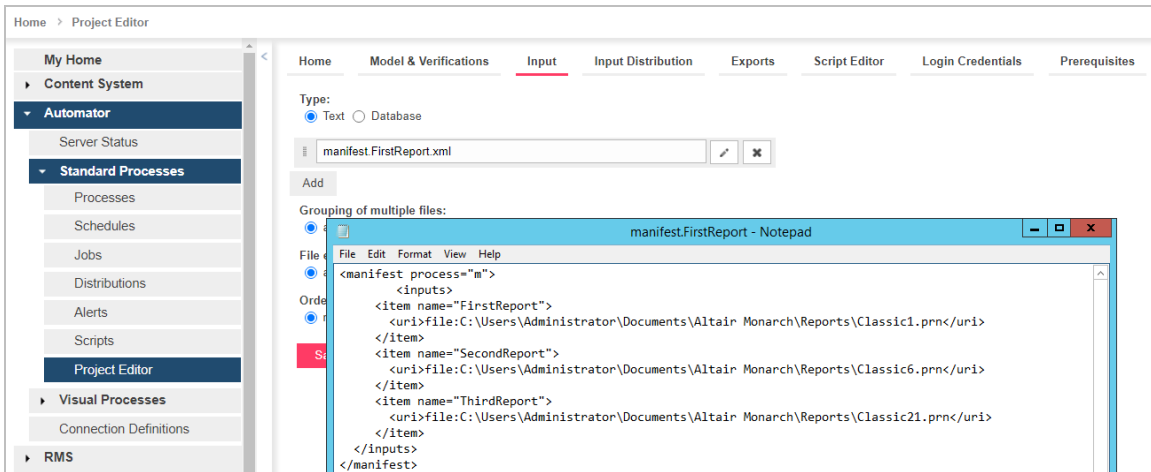 Home > Project Editor
My Home
Content System
Automator
Server Status
Standard Processes
Processes
Schedules
Jobs
Distributions
Alerts
Scripts
Project Editor
Visual Processes
Connection Definitions
RMS
Home Model & Verifications Input Input Distribution Exports Script Editor Login Credentials Prerequisites
Type:
Text Database
manifest.FirstReport.xml
Add
Grouping of multiple files:
manifest.FirstReport - Notepad
File Edit Format View Help
<manifest process="m">
<inputs>
<item name="FirstReport">
<uri>file:C:\Users\Administrator\Documents\Altair Monarch\Reports\Classic1.prn</uri>
</item>
<item name="SecondReport">
<uri>file:C:\Users\Administrator\Documents\Altair Monarch\Reports\Classic6.prn</uri>
</item>
<item name="ThirdReport">
<uri>file:C:\Users\Administrator\Documents\Altair Monarch\Reports\Classic21.prn</uri>
</item>
</inputs>
</manifest>